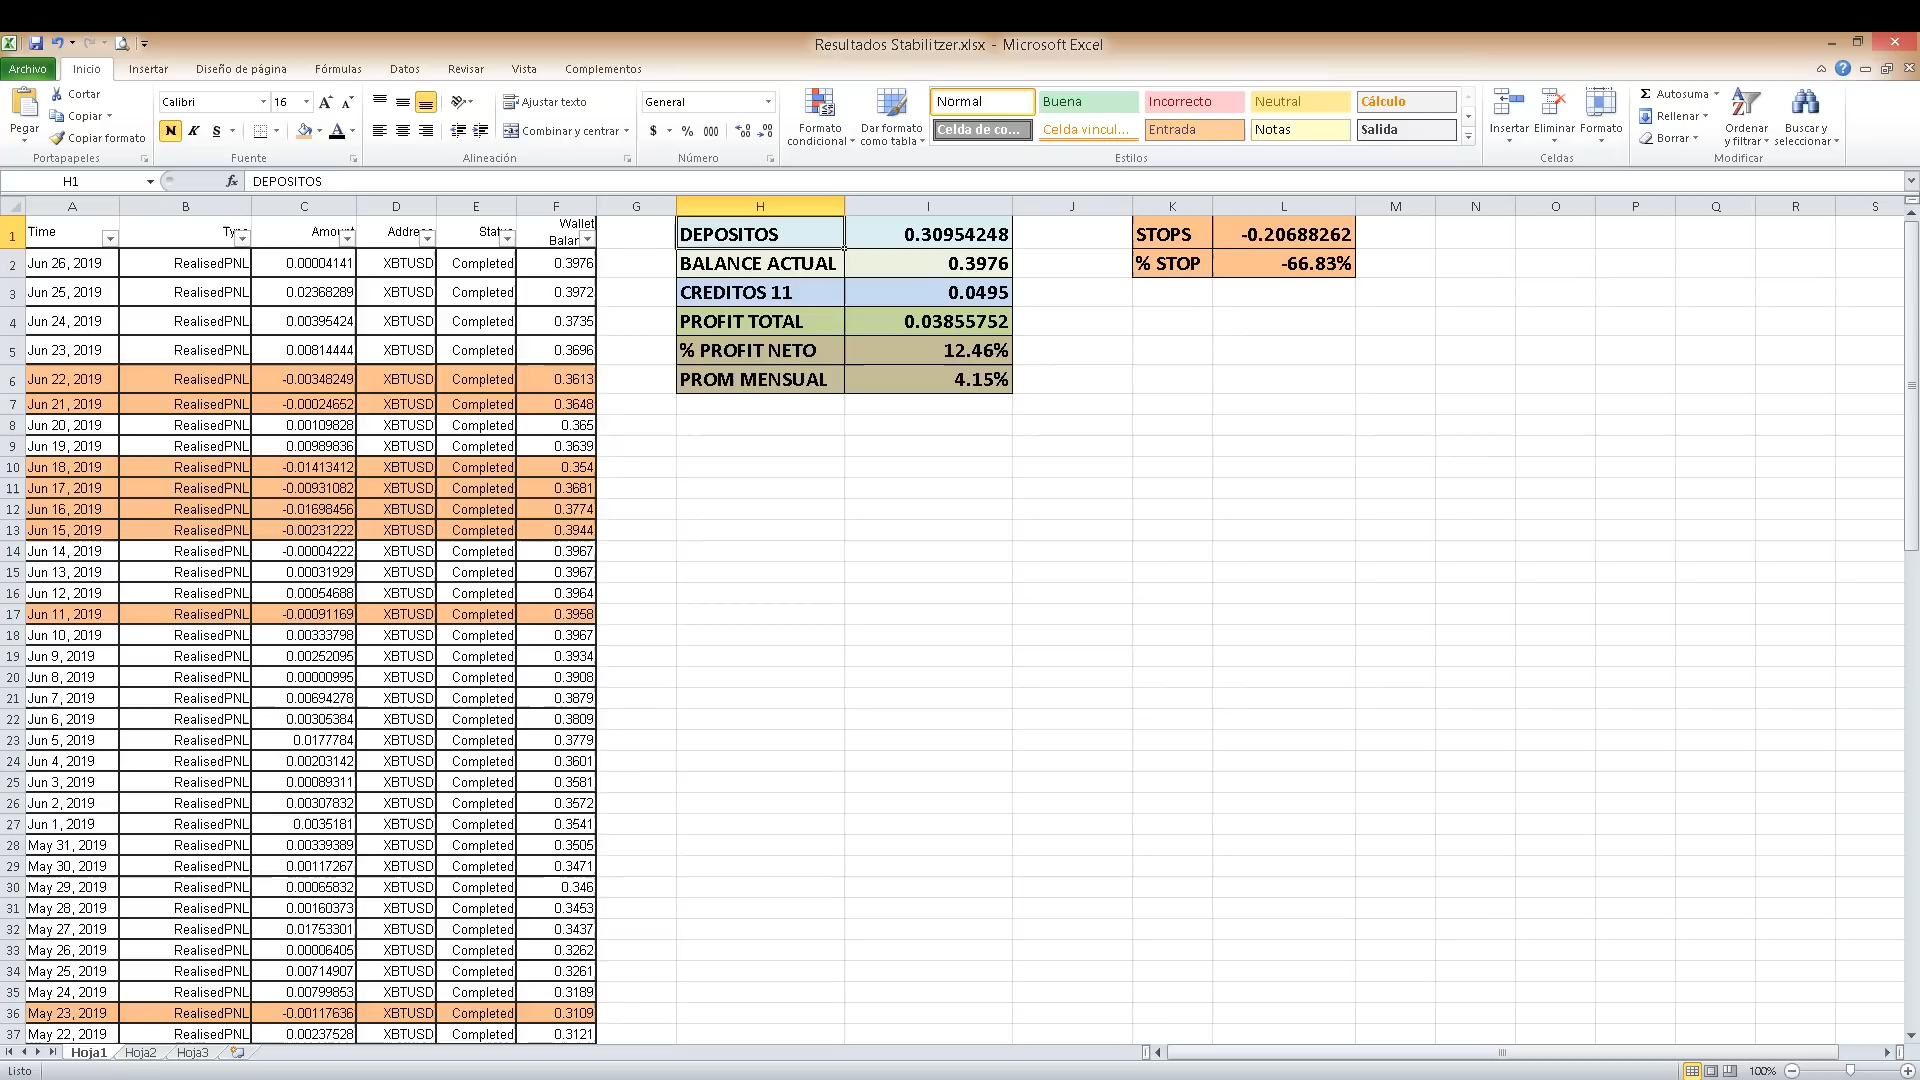 Resultados Stabilitzer.xlsx - Microsoft Excel
Archivo Inicio Insertar Diseño de página Fórmulas Datos Revisar Vista Complementos
Pegar Cortar Copiar Copiar formato Portapapeles
Calibri 16 N K S Fuente
Ajustar texto Combinar y centrar Alineación
General $ % 000 Número
Formato condicional Dar formato como tabla
Normal Buena Incorrecto Neutral Cálculo
Celda de co... Celda vincul... Entrada Notas Salida
Estilos
Insertar Eliminar Formato Celdas
Autosuma Rellenar Borrar Ordenar y filtrar Buscar y seleccionar Modificar
H1 fx DEPOSITOS
A B C D E F G H I J K L M N O P Q R S
1 Time Type Amount Addres Statu Wallet Balan DEPOSITOS 0.30954248 STOPS -0.20688262
2 Jun 26, 2019 RealisedPNL 0.00004141 XBTUSD Completed 0.3976 BALANCE ACTUAL 0.3976 % STOP -66.83%
3 Jun 25, 2019 RealisedPNL 0.02368289 XBTUSD Completed 0.3972 CREDITOS 11 0.0495
4 Jun 24, 2019 RealisedPNL 0.00395424 XBTUSD Completed 0.3735 PROFIT TOTAL 0.03855752
5 Jun 23, 2019 RealisedPNL 0.00814444 XBTUSD Completed 0.3696 % PROFIT NETO 12.46%
6 Jun 22, 2019 RealisedPNL -0.00348249 XBTUSD Completed 0.3613 PROM MENSUAL 4.15%
7 Jun 21, 2019 RealisedPNL -0.00024652 XBTUSD Completed 0.3648
8 Jun 20, 2019 RealisedPNL 0.00109828 XBTUSD Completed 0.365
9 Jun 19, 2019 RealisedPNL 0.00989836 XBTUSD Completed 0.3639
10 Jun 18, 2019 RealisedPNL -0.01413412 XBTUSD Completed 0.354
11 Jun 17, 2019 RealisedPNL -0.00931082 XBTUSD Completed 0.3681
12 Jun 16, 2019 RealisedPNL -0.01698456 XBTUSD Completed 0.3774
13 Jun 15, 2019 RealisedPNL -0.00231222 XBTUSD Completed 0.3944
14 Jun 14, 2019 RealisedPNL -0.00004222 XBTUSD Completed 0.3967
15 Jun 13, 2019 RealisedPNL 0.00031929 XBTUSD Completed 0.3967
16 Jun 12, 2019 RealisedPNL 0.00054688 XBTUSD Completed 0.3964
17 Jun 11, 2019 RealisedPNL -0.00091169 XBTUSD Completed 0.3958
18 Jun 10, 2019 RealisedPNL 0.00333798 XBTUSD Completed 0.3967
19 Jun 9, 2019 RealisedPNL 0.00252095 XBTUSD Completed 0.3934
20 Jun 8, 2019 RealisedPNL 0.00000995 XBTUSD Completed 0.3908
21 Jun 7, 2019 RealisedPNL 0.00694278 XBTUSD Completed 0.3879
22 Jun 6, 2019 RealisedPNL 0.00305384 XBTUSD Completed 0.3809
23 Jun 5, 2019 RealisedPNL 0.0177784 XBTUSD Completed 0.3779
24 Jun 4, 2019 RealisedPNL 0.00203142 XBTUSD Completed 0.3601
25 Jun 3, 2019 RealisedPNL 0.00089311 XBTUSD Completed 0.3581
26 Jun 2, 2019 RealisedPNL 0.00307832 XBTUSD Completed 0.3572
27 Jun 1, 2019 RealisedPNL 0.0035181 XBTUSD Completed 0.3541
28 May 31, 2019 RealisedPNL 0.00339389 XBTUSD Completed 0.3505
29 May 30, 2019 RealisedPNL 0.00117267 XBTUSD Completed 0.3471
30 May 29, 2019 RealisedPNL 0.00065832 XBTUSD Completed 0.346
31 May 28, 2019 RealisedPNL 0.00160373 XBTUSD Completed 0.3453
32 May 27, 2019 RealisedPNL 0.01753301 XBTUSD Completed 0.3437
33 May 26, 2019 RealisedPNL 0.00006405 XBTUSD Completed 0.3262
34 May 25, 2019 RealisedPNL 0.00714907 XBTUSD Completed 0.3261
35 May 24, 2019 RealisedPNL 0.00799853 XBTUSD Completed 0.3189
36 May 23, 2019 RealisedPNL -0.00117636 XBTUSD Completed 0.3109
37 May 22, 2019 RealisedPNL 0.00237528 XBTUSD Completed 0.3121
Hoja1 Hoja2 Hoja3
Listo 100%